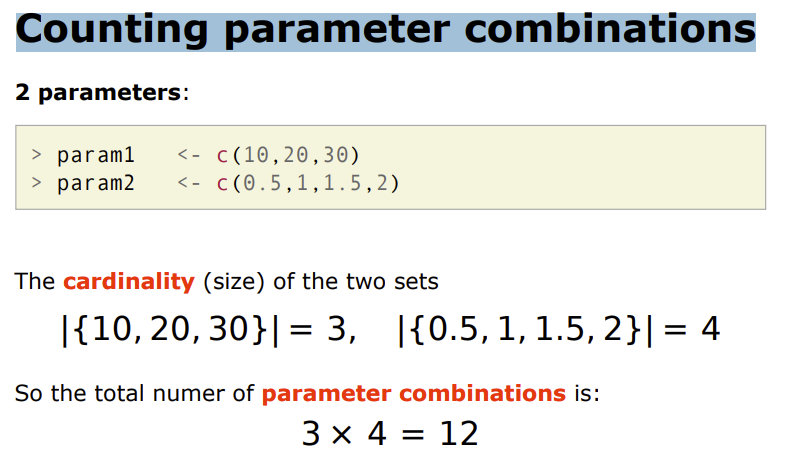 Counting parameter combinations
2 parameters:
> param1 <- c(10,20,30)
> param2 <- c(0.5,1,1.5,2)
The cardinality (size) of the two sets
|{10, 20, 30}| = 3, |{0.5, 1, 1.5, 2}| = 4
So the total numer of parameter combinations is:
3 × 4 = 12